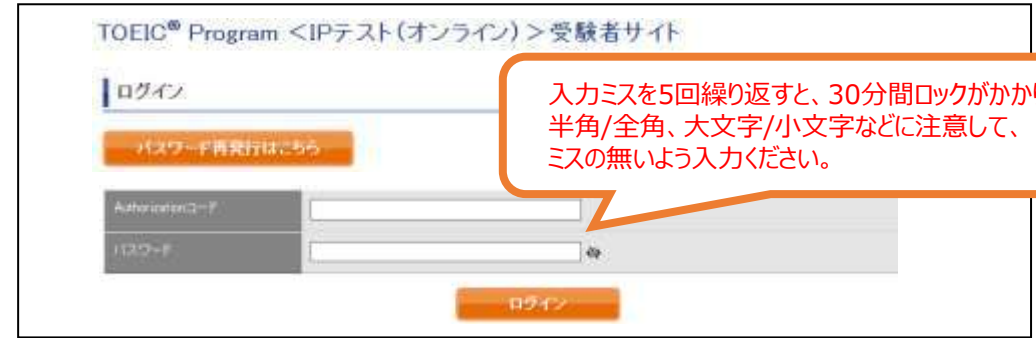 TOEIC® Program <IPテスト(オンライン)>受験者サイト
ログイン
入力ミスを5回繰り返すと、30分間ロックがかかり
半角/全角、大文字/小文字などに注意して、
ミスの無いよう入力ください。
パスワード再発行はこちら
Authorizationコード
パスワード
ログイン